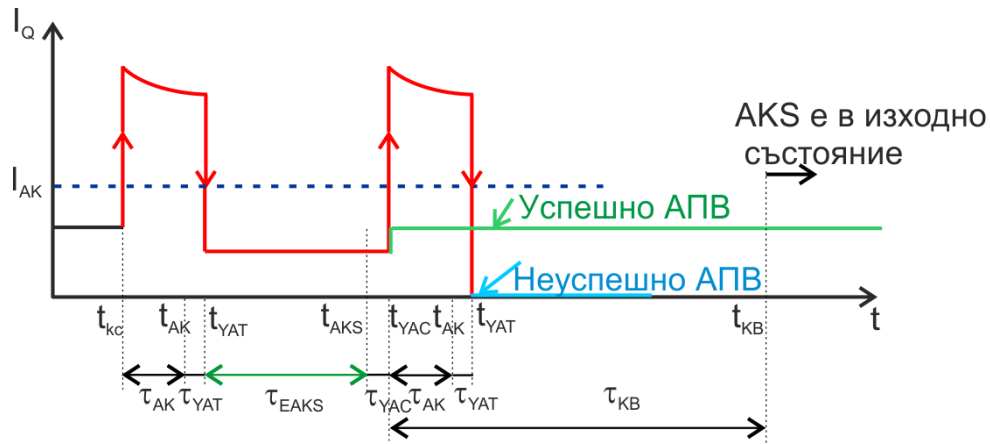 I_Q
AKS е в изходно
състояние
I_AK
Успешно АПВ
Неуспешно АПВ
t_kc t_AK t_YAT t_AKS t_YAC t_AK t_YAT t_KB t
τ_AK τ_YAT τ_EAKS τ_YAC τ_AK τ_YAT τ_KB